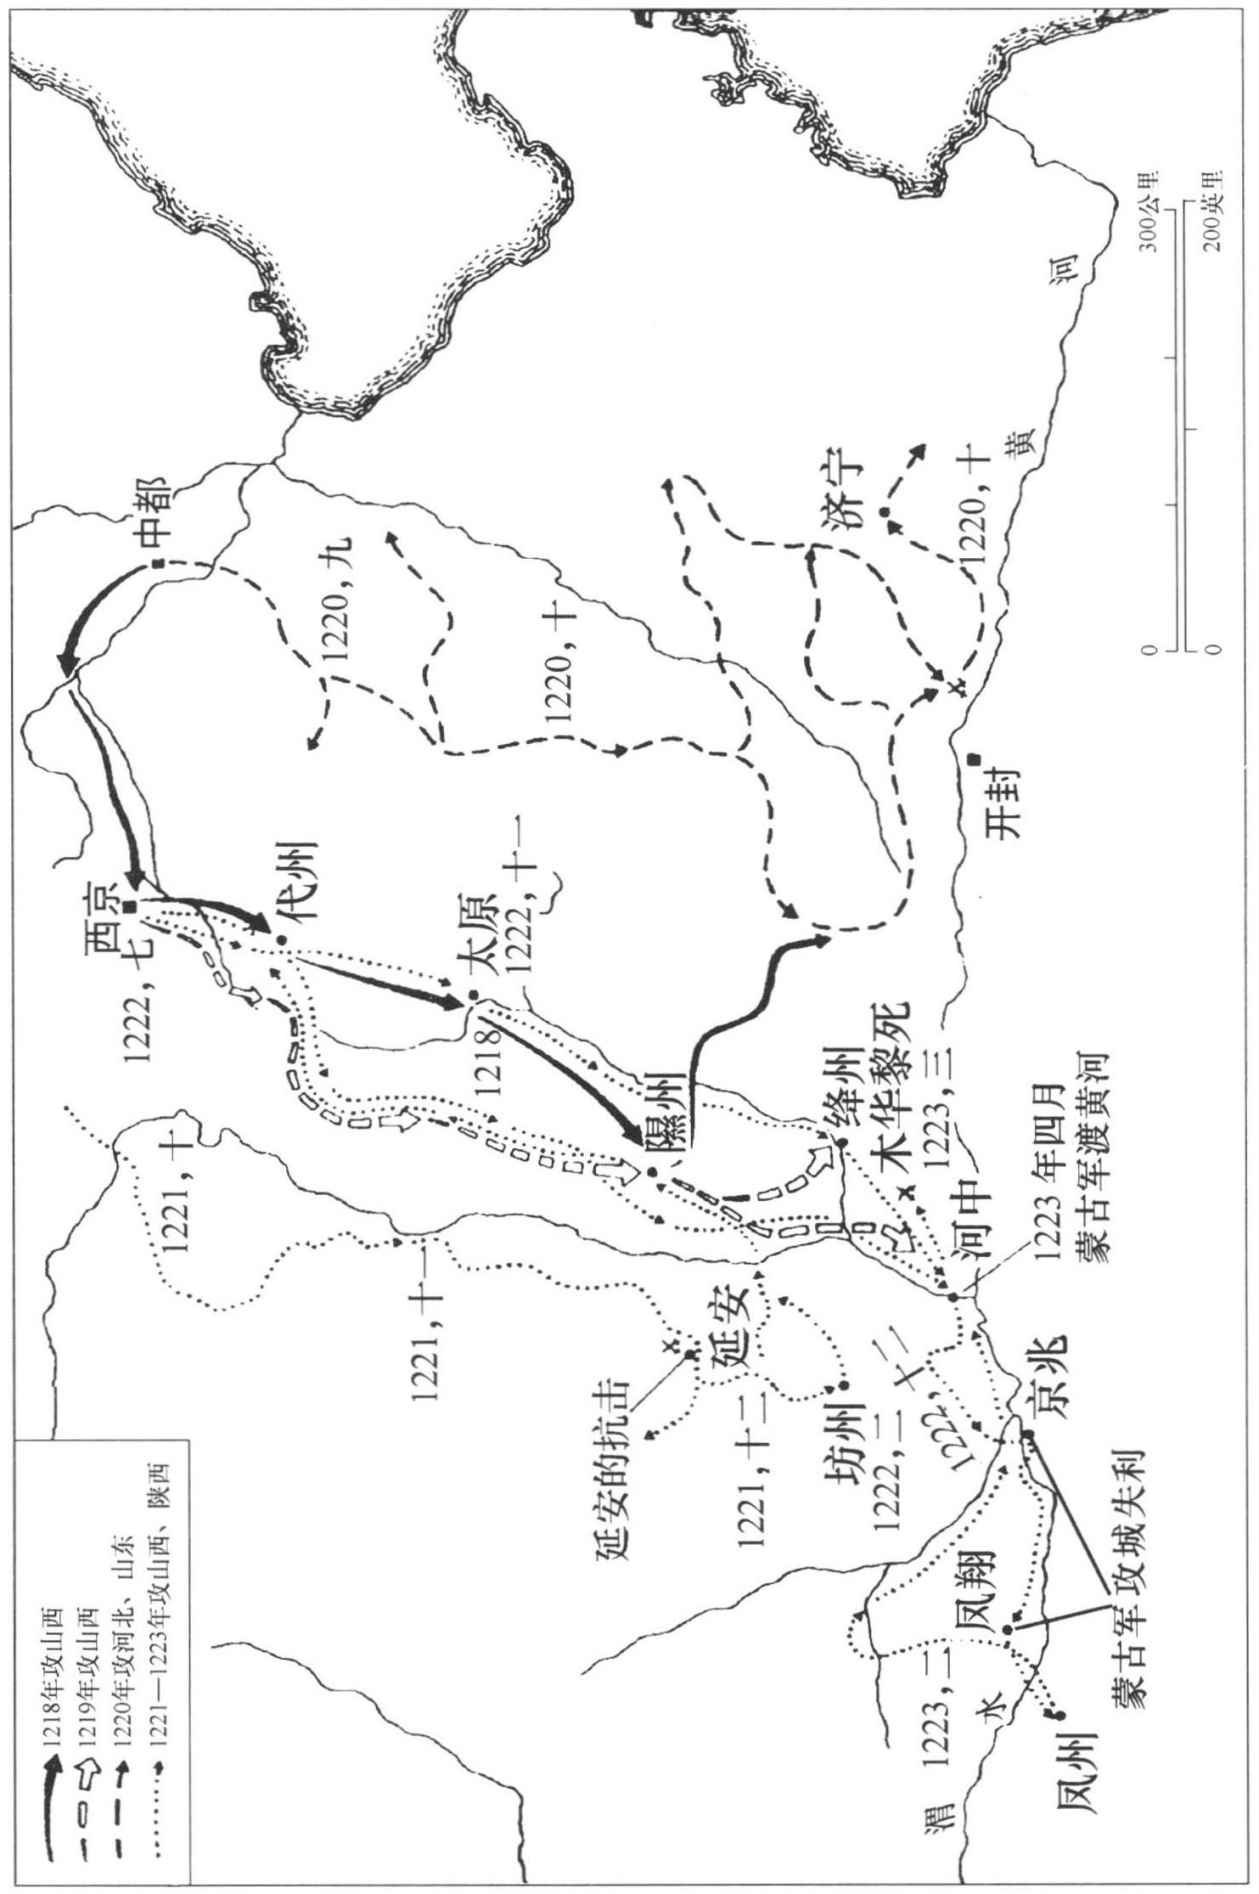 1218年攻山西
1219年攻山西
1220年攻河北、山东
1221—1223年攻山西、陕西
西京
1222，七
中都
代州
1220，九
1221，十
太原
1222，十一
1218
1220，十
1221，十一
隰州
延安的抗击
延安
1221，十二
坊州
1222，二
绛州
木华黎死
1223，三
济宁
1220，十
黄
河
开封
河中
1223 年四月
蒙古军渡黄河
1222，十二
京兆
凤翔
1223，二
蒙古军攻城失利
凤州
渭
水
0
300公里
0
200英里